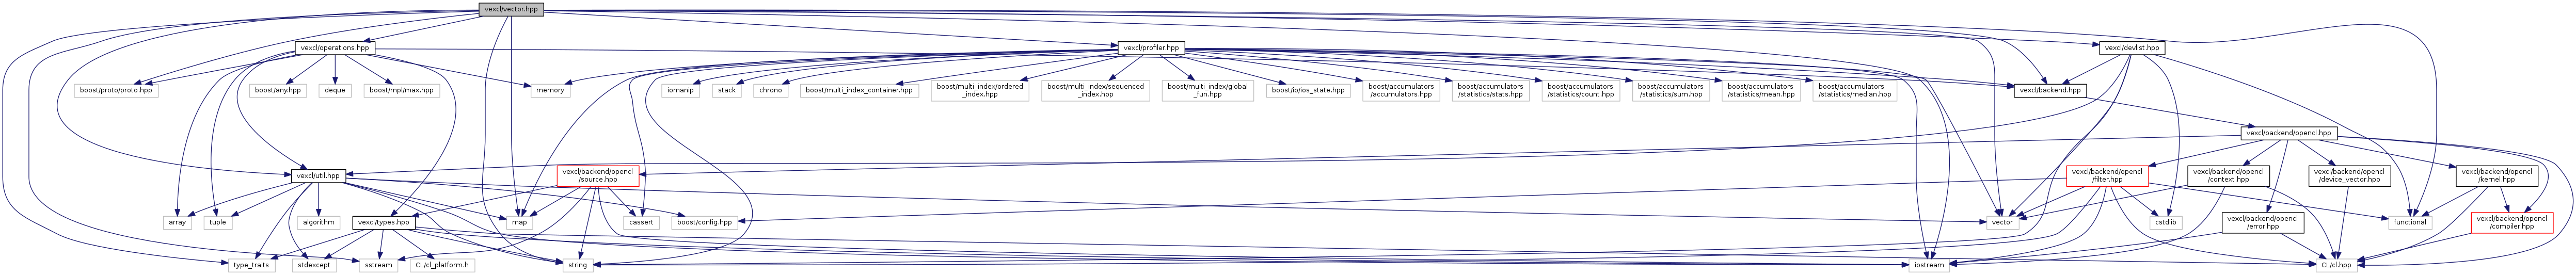 vexcl/vector.hpp
vexcl/operations.hpp
vexcl/profiler.hpp
vexcl/devlist.hpp
boost/proto/proto.hpp
boost/any.hpp
deque
boost/mpl/max.hpp
memory
iomanip
stack
chrono
boost/multi_index_container.hpp
boost/multi_index/ordered
_index.hpp
boost/multi_index/sequenced
_index.hpp
boost/multi_index/global
_fun.hpp
boost/io/ios_state.hpp
boost/accumulators
/accumulators.hpp
boost/accumulators
/statistics/stats.hpp
boost/accumulators
/statistics/count.hpp
boost/accumulators
/statistics/sum.hpp
boost/accumulators
/statistics/mean.hpp
boost/accumulators
/statistics/median.hpp
vexcl/backend.hpp
vexcl/backend/opencl.hpp
vexcl/util.hpp
vexcl/backend/opencl
/source.hpp
vexcl/backend/opencl
/filter.hpp
vexcl/backend/opencl
/context.hpp
vexcl/backend/opencl
/device_vector.hpp
vexcl/backend/opencl
/kernel.hpp
array
tuple
algorithm
vexcl/types.hpp
map
cassert
boost/config.hpp
vector
cstdlib
vexcl/backend/opencl
/error.hpp
functional
vexcl/backend/opencl
/compiler.hpp
type_traits
stdexcept
sstream
CL/cl_platform.h
string
iostream
CL/cl.hpp